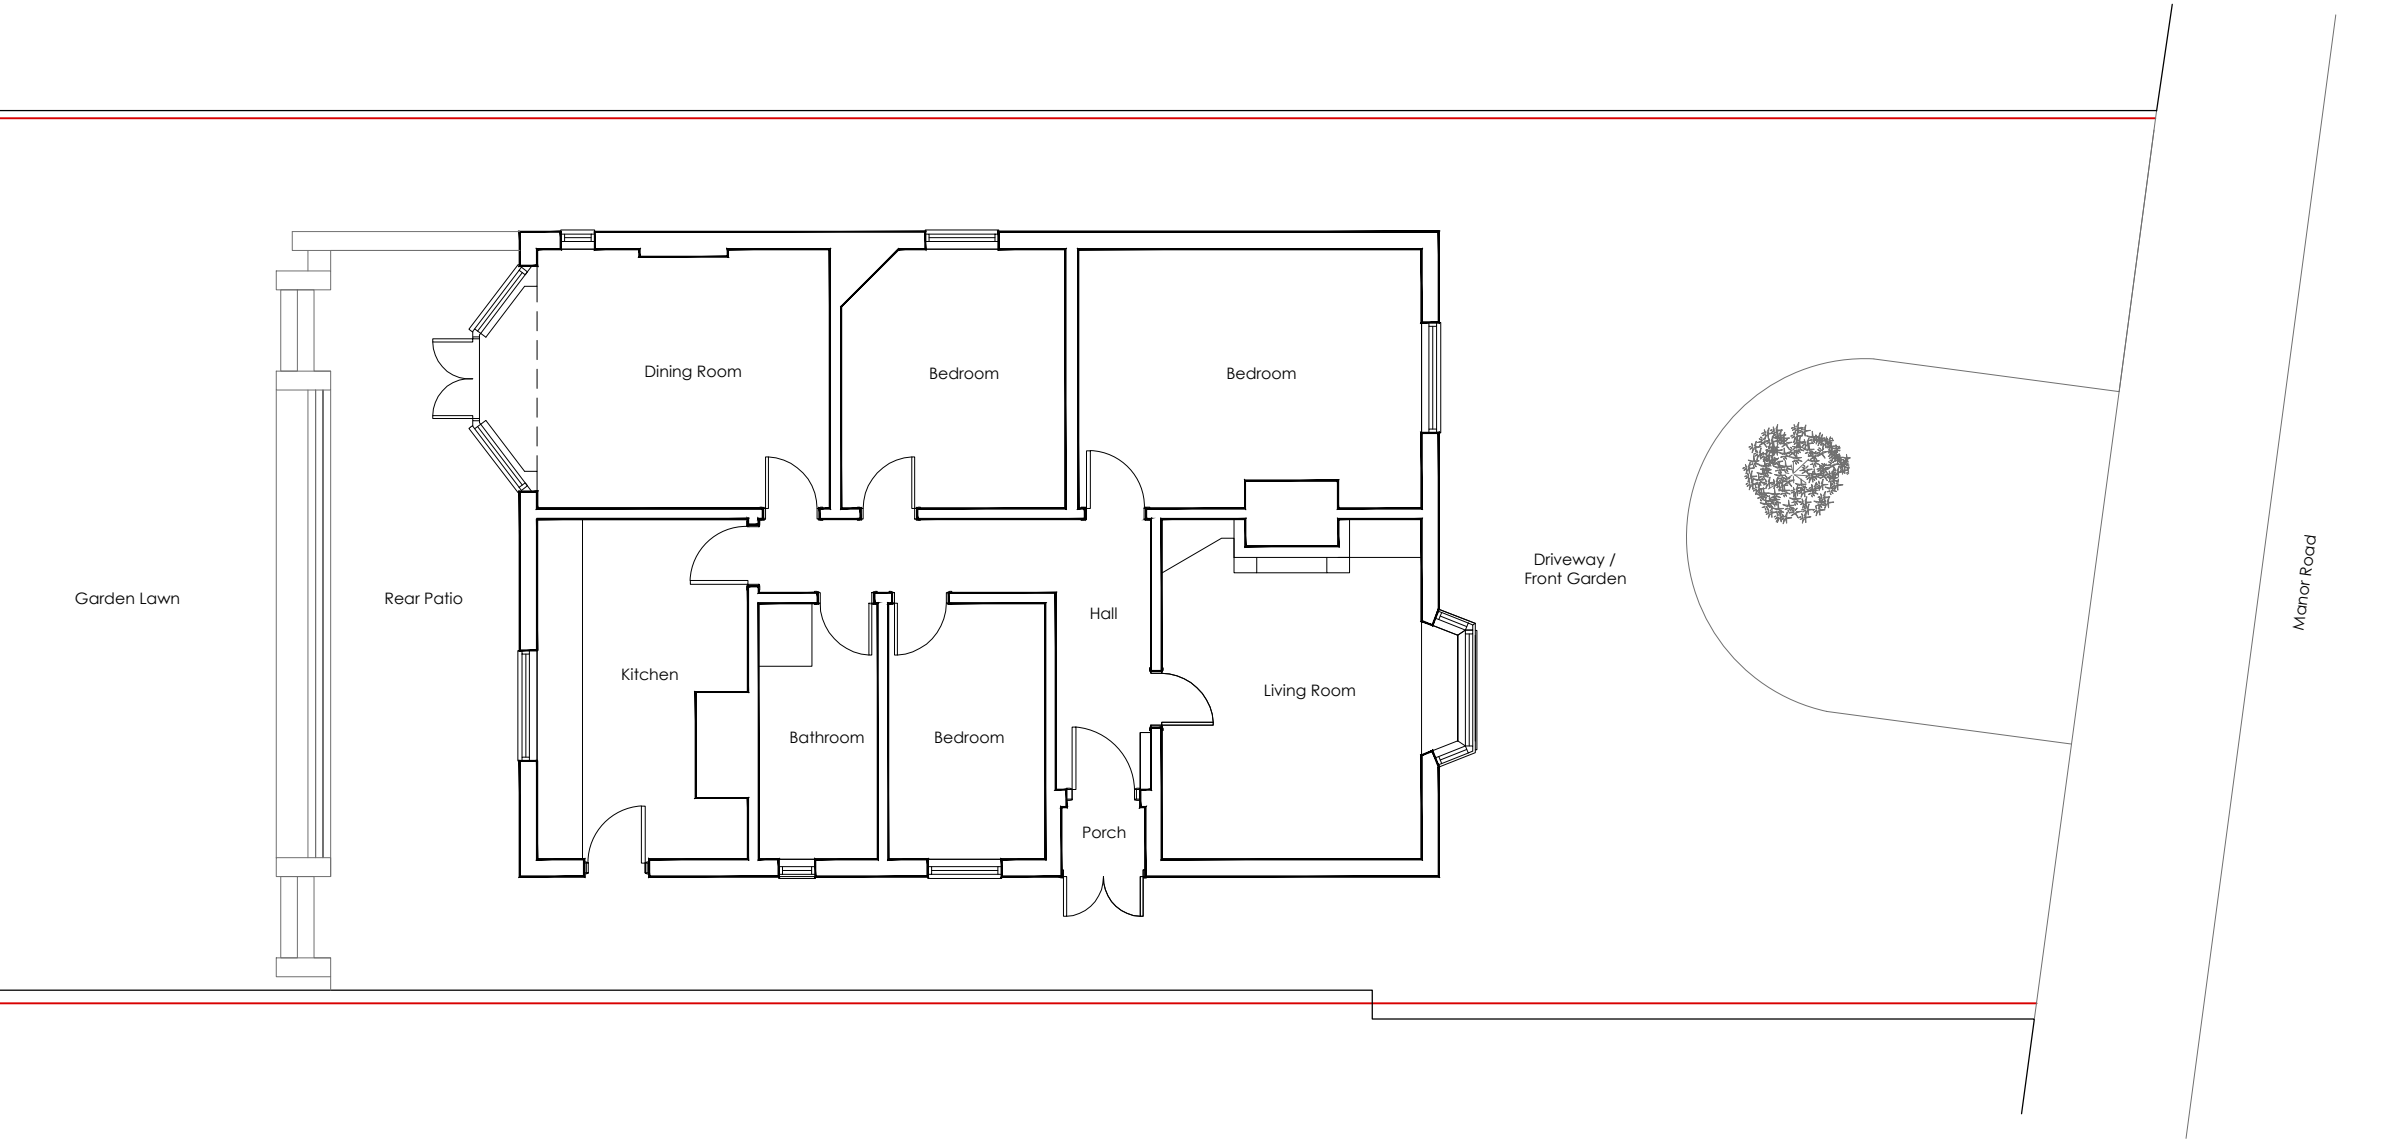 Dining Room
Bedroom
Bedroom
Driveway /
Front Garden
Manor Road
Garden Lawn
Rear Patio
Hall
Kitchen
Living Room
Bathroom
Bedroom
Porch